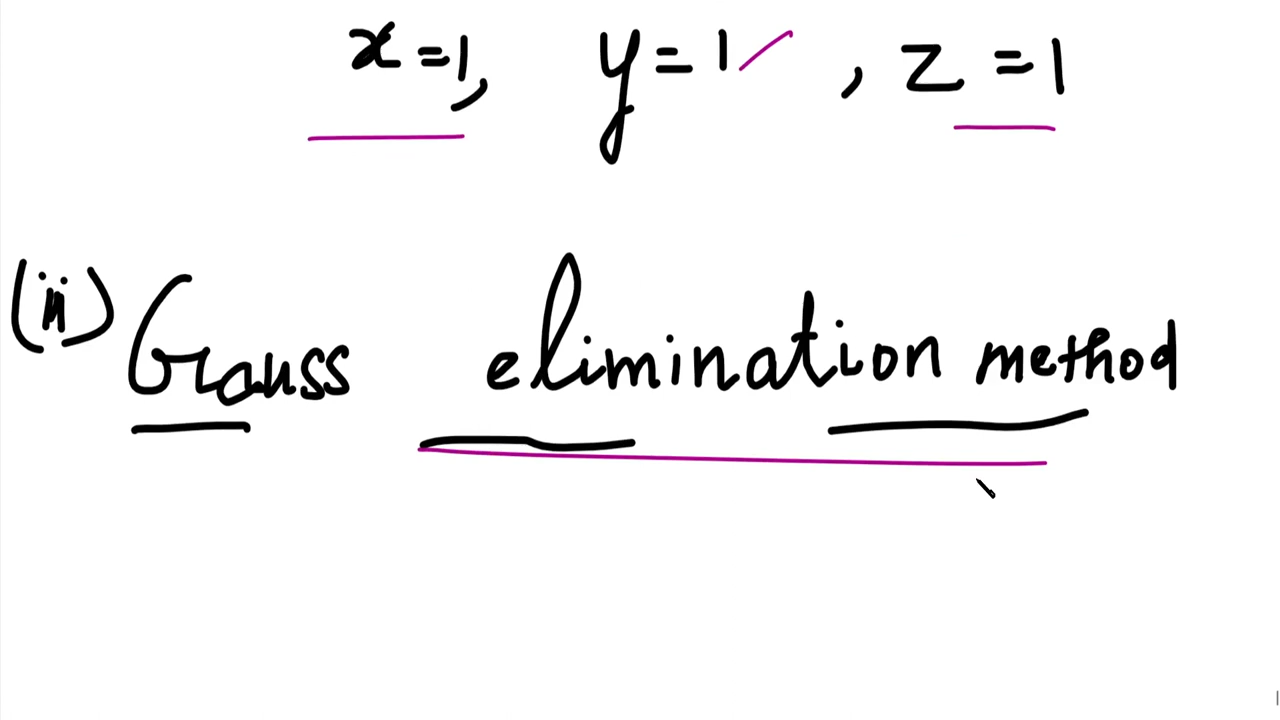 x=1, y=1 , z=1
(ii) Gauss elimination method